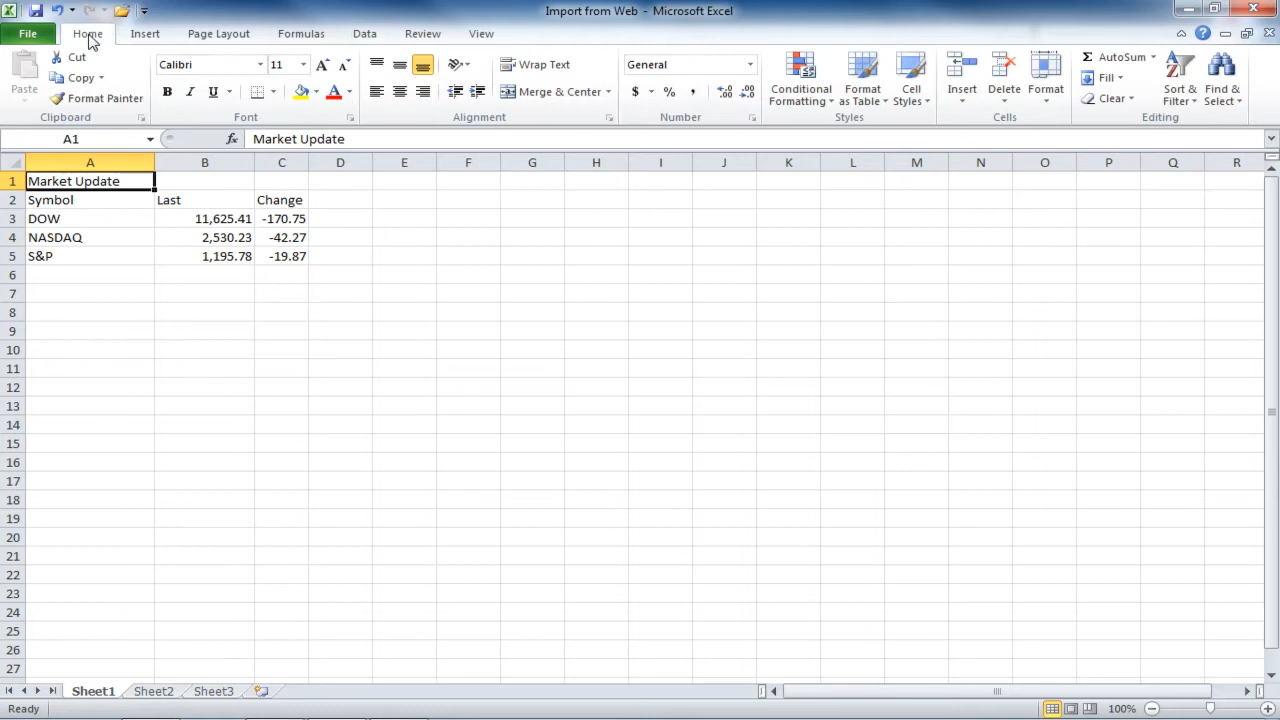 Import from Web - Microsoft Excel
File Home Insert Page Layout Formulas Data Review View
Paste
Cut
Copy
Format Painter
Clipboard
Calibri 11
B I U A
Font
Wrap Text
Merge & Center
Alignment
General
$ % ,
Number
Conditional Formatting
Format as Table
Cell Styles
Styles
Insert Delete Format
Cells
AutoSum
Fill
Clear
Sort & Filter
Find & Select
Editing
A1 fx Market Update
A B C D E F G H I J K L M N O P Q R
1 Market Update
2 Symbol Last Change
3 DOW 11,625.41 -170.75
4 NASDAQ 2,530.23 -42.27
5 S&P 1,195.78 -19.87
6
7
8
9
10
11
12
13
14
15
16
17
18
19
20
21
22
23
24
25
26
27
Sheet1 Sheet2 Sheet3
Ready 100%